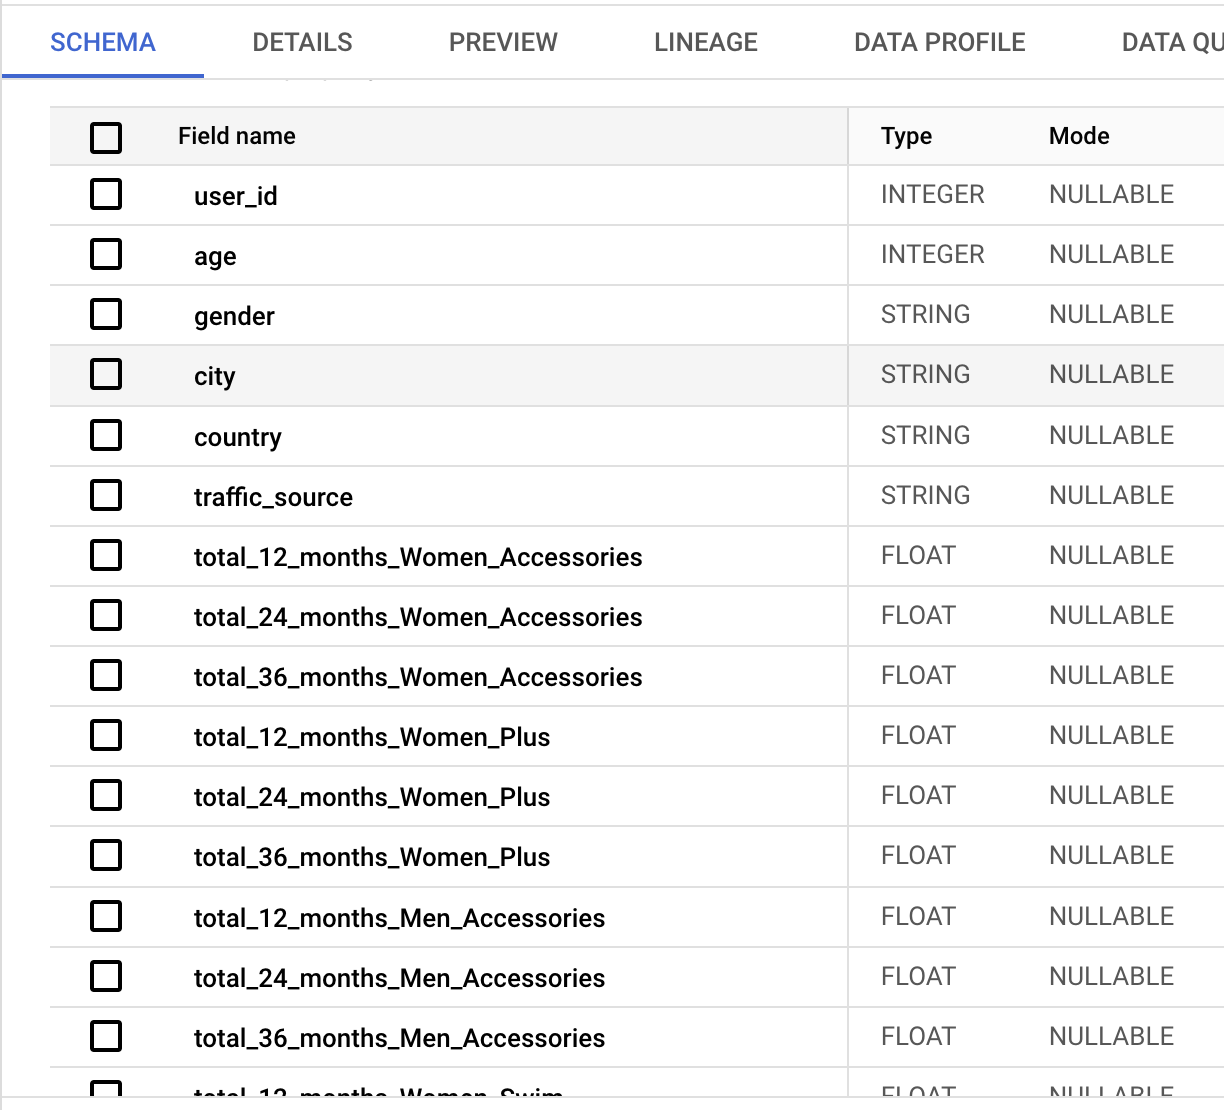 SCHEMA DETAILS PREVIEW LINEAGE DATA PROFILE DATA QU
Field name Type Mode
user_id INTEGER NULLABLE
age INTEGER NULLABLE
gender STRING NULLABLE
city STRING NULLABLE
country STRING NULLABLE
traffic_source STRING NULLABLE
total_12_months_Women_Accessories FLOAT NULLABLE
total_24_months_Women_Accessories FLOAT NULLABLE
total_36_months_Women_Accessories FLOAT NULLABLE
total_12_months_Women_Plus FLOAT NULLABLE
total_24_months_Women_Plus FLOAT NULLABLE
total_36_months_Women_Plus FLOAT NULLABLE
total_12_months_Men_Accessories FLOAT NULLABLE
total_24_months_Men_Accessories FLOAT NULLABLE
total_36_months_Men_Accessories FLOAT NULLABLE
total_12_months_Women_Swim FLOAT NULLABLE